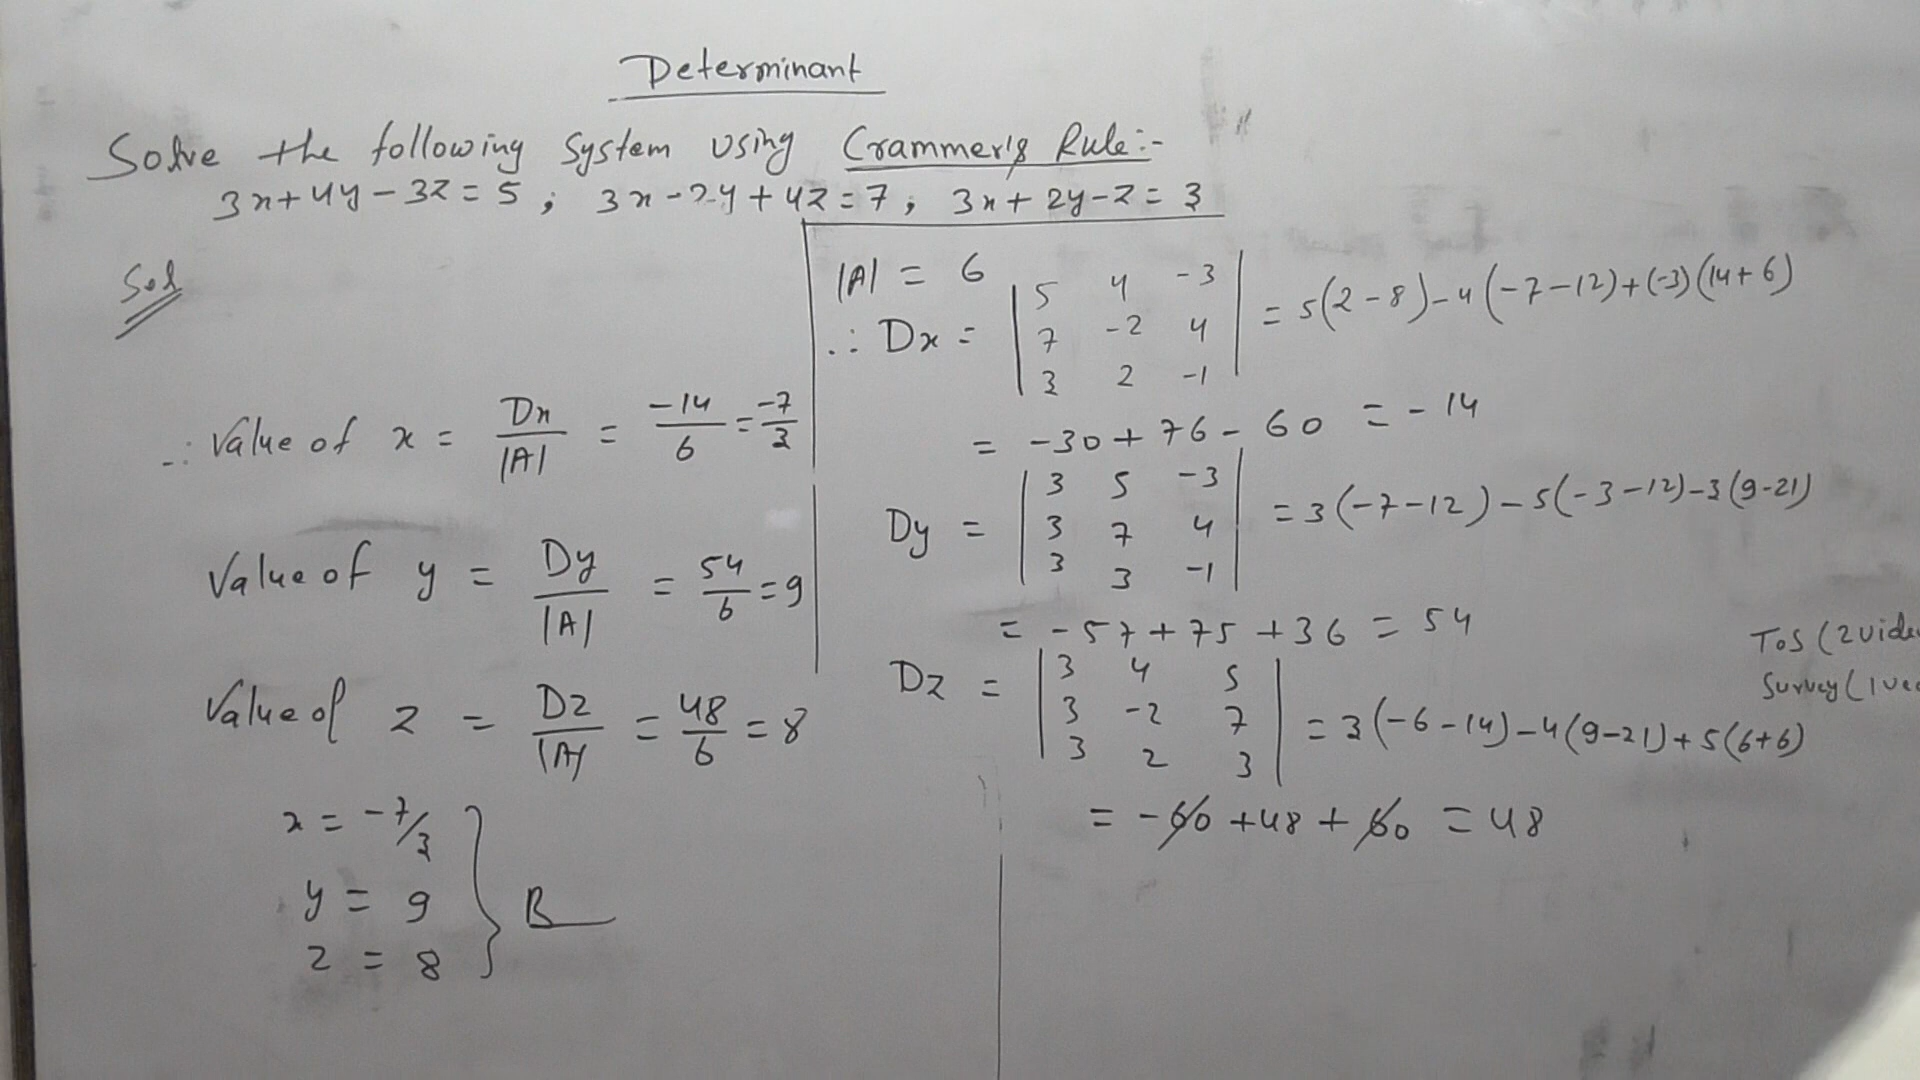 Determinant
Solve the following System using Crammer's Rule:-
3x+4y-3z=5; 3x-2y+4z=7; 3x+2y-z=3
Sol
∴ Value of x = Dx/|A| = -14/6 = -7/3
Value of y = Dy/|A| = 54/6 = 9
Value of z = Dz/|A| = 48/6 = 8
x = -7/3
y = 9
z = 8
|A| = 6
∴ Dx = | 5 4 -3 | = 5(2-8)-4(-7-12)+(-3)(14+6)
7 -2 4
3 2 -1
= -30+76-60 = -14
Dy = | 3 5 -3 | = 3(-7-12)-5(-3-12)-3(9-21)
3 7 4
3 3 -1
= -57+75+36 = 54
Dz = | 3 4 5 | = 3(-6-14)-4(9-21)+5(6+6)
3 -2 7
3 2 3
= -60+48+60 = 48
TOS (2
Survey (1